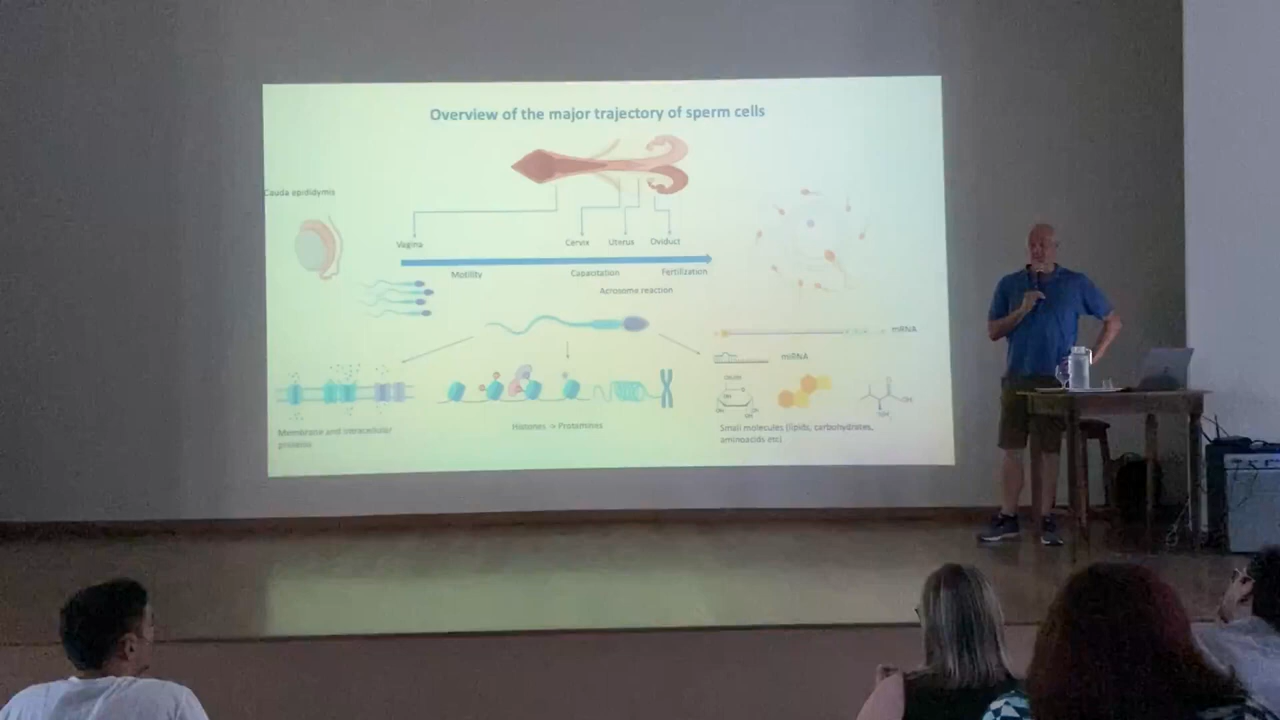 Overview of the major trajectory of sperm cells
Cauda epididymis
Vagina
Cervix
Uterus
Oviduct
Motility
Capacitation
Fertilization
Acrosome reaction
mRNA
miRNA
Membrane and intracellular
proteins
Histones -> Protamines
Small molecules (lipids, carbohydrates,
aminoacids etc)